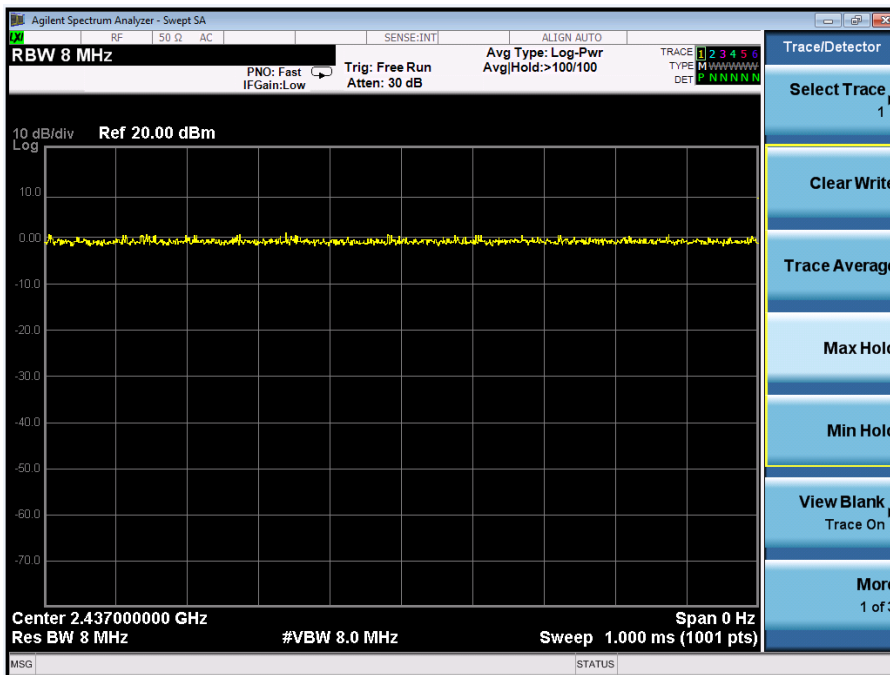 Agilent Spectrum Analyzer - Swept SA
LXI
RF 50 Ω AC SENSE:INT ALIGN AUTO
RBW 8 MHz
PNO: Fast
IFGain:Low
Trig: Free Run
Atten: 30 dB
Avg Type: Log-Pwr
Avg|Hold:>100/100
TRACE 1 2 3 4 5 6
TYPE M WWWWW
DET P N N N N N
10 dB/div Ref 20.00 dBm
Log
10.0
0.00
-10.0
-20.0
-30.0
-40.0
-50.0
-60.0
-70.0
Center 2.437000000 GHz Span 0 Hz
Res BW 8 MHz #VBW 8.0 MHz Sweep 1.000 ms (1001 pts)
MSG STATUS
Trace/Detector
Select Trace
1
Clear Write
Trace Average
Max Hold
Min Hold
View Blank
Trace On
More
1 of 3